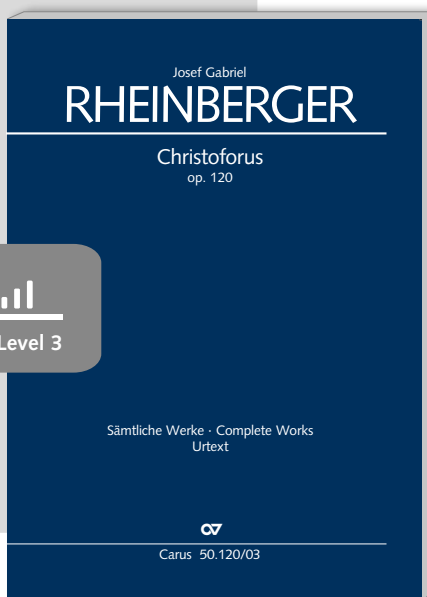 Josef Gabriel
RHEINBERGER
Christoforus
op. 120
Level 3
Sämtliche Werke · Complete Works
Urtext
Carus 50.120/03